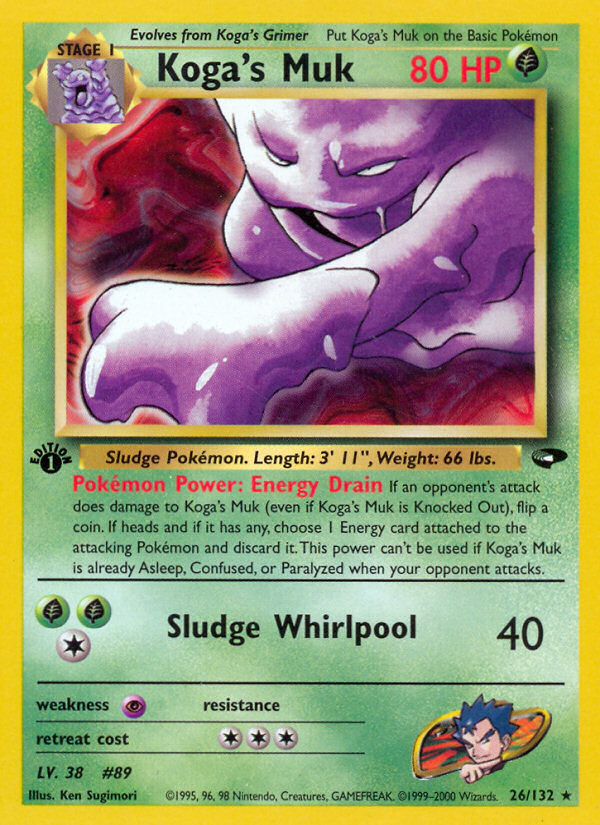 Evolves from Koga's Grimer Put Koga's Muk on the Basic Pokémon
STAGE 1
Koga's Muk 80 HP
EDITION
1
Sludge Pokémon. Length: 3' 11", Weight: 66 lbs.
Pokémon Power: Energy Drain If an opponent's attack
does damage to Koga's Muk (even if Koga's Muk is Knocked Out), flip a
coin. If heads and if it has any, choose 1 Energy card attached to the
attacking Pokémon and discard it. This power can't be used if Koga's Muk
is already Asleep, Confused, or Paralyzed when your opponent attacks.
Sludge Whirlpool 40
weakness resistance
retreat cost
LV. 38 #89
Illus. Ken Sugimori ©1995, 96, 98 Nintendo, Creatures, GAMEFREAK. ©1999-2000 Wizards. 26/132 ★